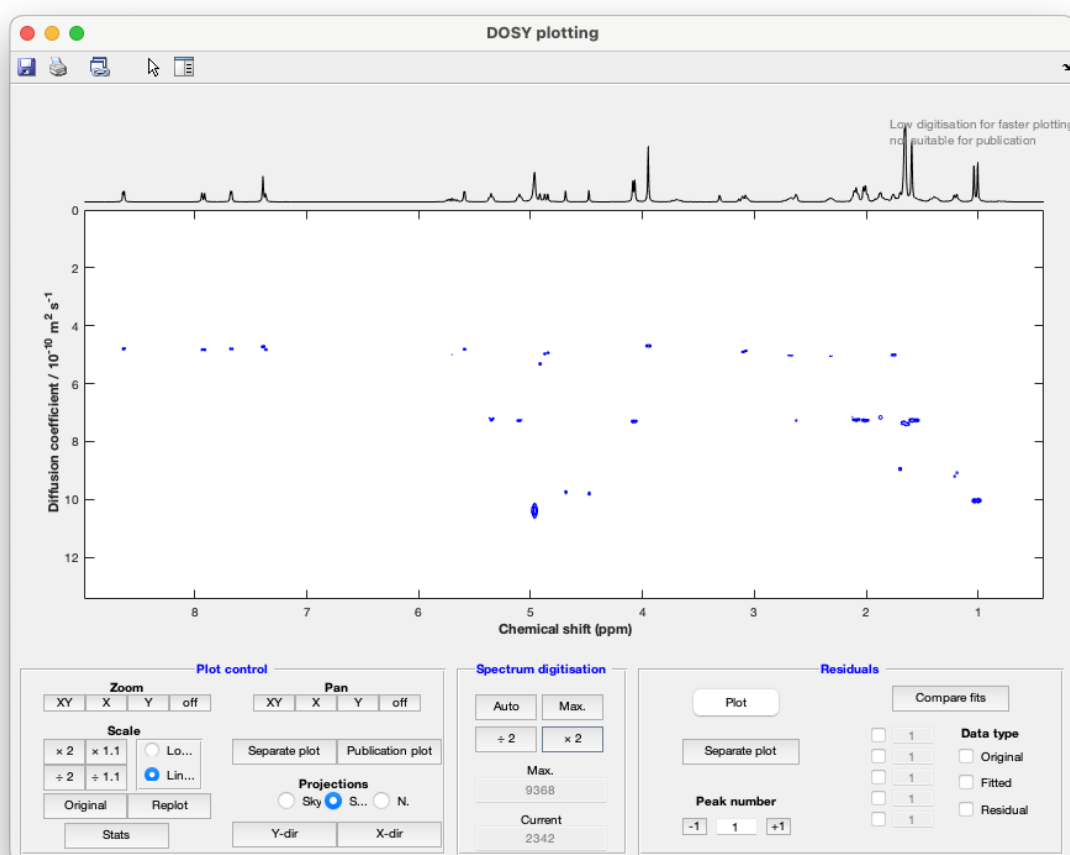 DOSY plotting
Low digitisation for faster plotting
not suitable for publication
0
2
4
6
8
10
12
Diffusion coefficient / 10⁻¹⁰ m² s⁻¹
8 7 6 5 4 3 2 1
Chemical shift (ppm)
Plot control
Zoom
XY X Y off
Pan
XY X Y off
Scale
× 2 × 1.1
÷ 2 ÷ 1.1
Lo...
Lin...
Original Replot
Stats
Separate plot Publication plot
Projections
Sky S... N.
Y-dir X-dir
Spectrum digitisation
Auto Max.
÷ 2 × 2
Max.
9368
Current
2342
Residuals
Plot
Separate plot
Peak number
-1 1 +1
Compare fits
1
1
1
1
1
Data type
Original
Fitted
Residual